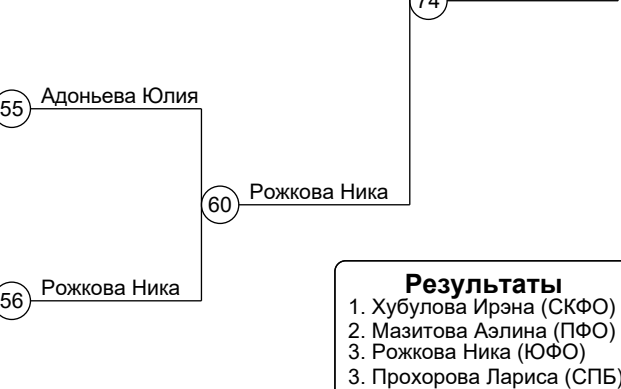 74
Адоньева Юлия
55
Рожкова Ника
60
Рожкова Ника
56
Результаты
1. Хубулова Ирэна (СКФО)
2. Мазитова Аэлина (ПФО)
3. Рожкова Ника (ЮФО)
3. Прохорова Лариса (СПБ)